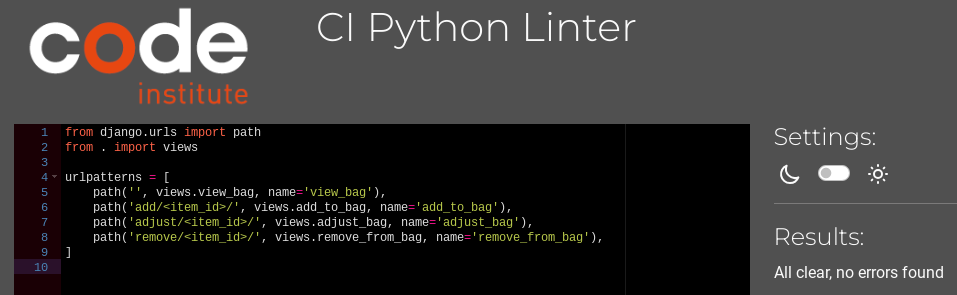 code
institute
CI Python Linter
1 from django.urls import path
2 from . import views
3
4 urlpatterns = [
5     path('', views.view_bag, name='view_bag'),
6     path('add/<item_id>/', views.add_to_bag, name='add_to_bag'),
7     path('adjust/<item_id>/', views.adjust_bag, name='adjust_bag'),
8     path('remove/<item_id>/', views.remove_from_bag, name='remove_from_bag'),
9 ]
10
Settings:
Results:
All clear, no errors found